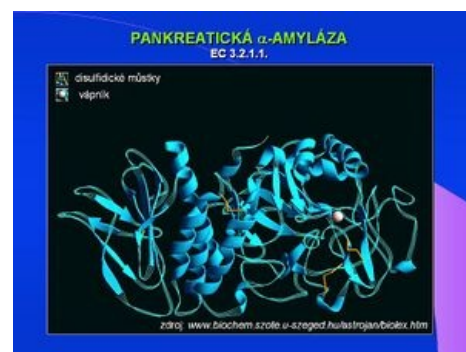 PANKREATICKÁ α-AMYLÁZA
EC 3.2.1.1.
disulfidické můstky
vápník
zdroj: www.biochem.szote.u-szeged.hu/astrojan/biolex.htm